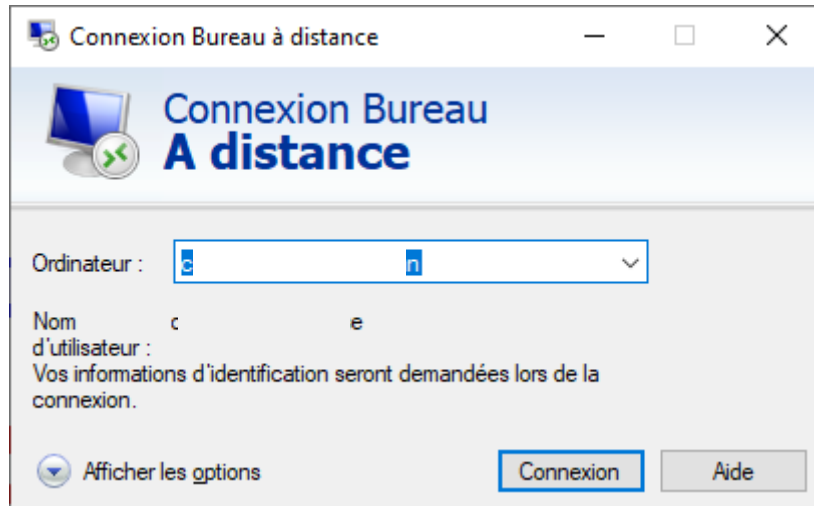 Connexion Bureau à distance
Connexion Bureau
A distance
Ordinateur :
Nom
d'utilisateur :
Vos informations d'identification seront demandées lors de la
connexion.
Afficher les options
Connexion
Aide